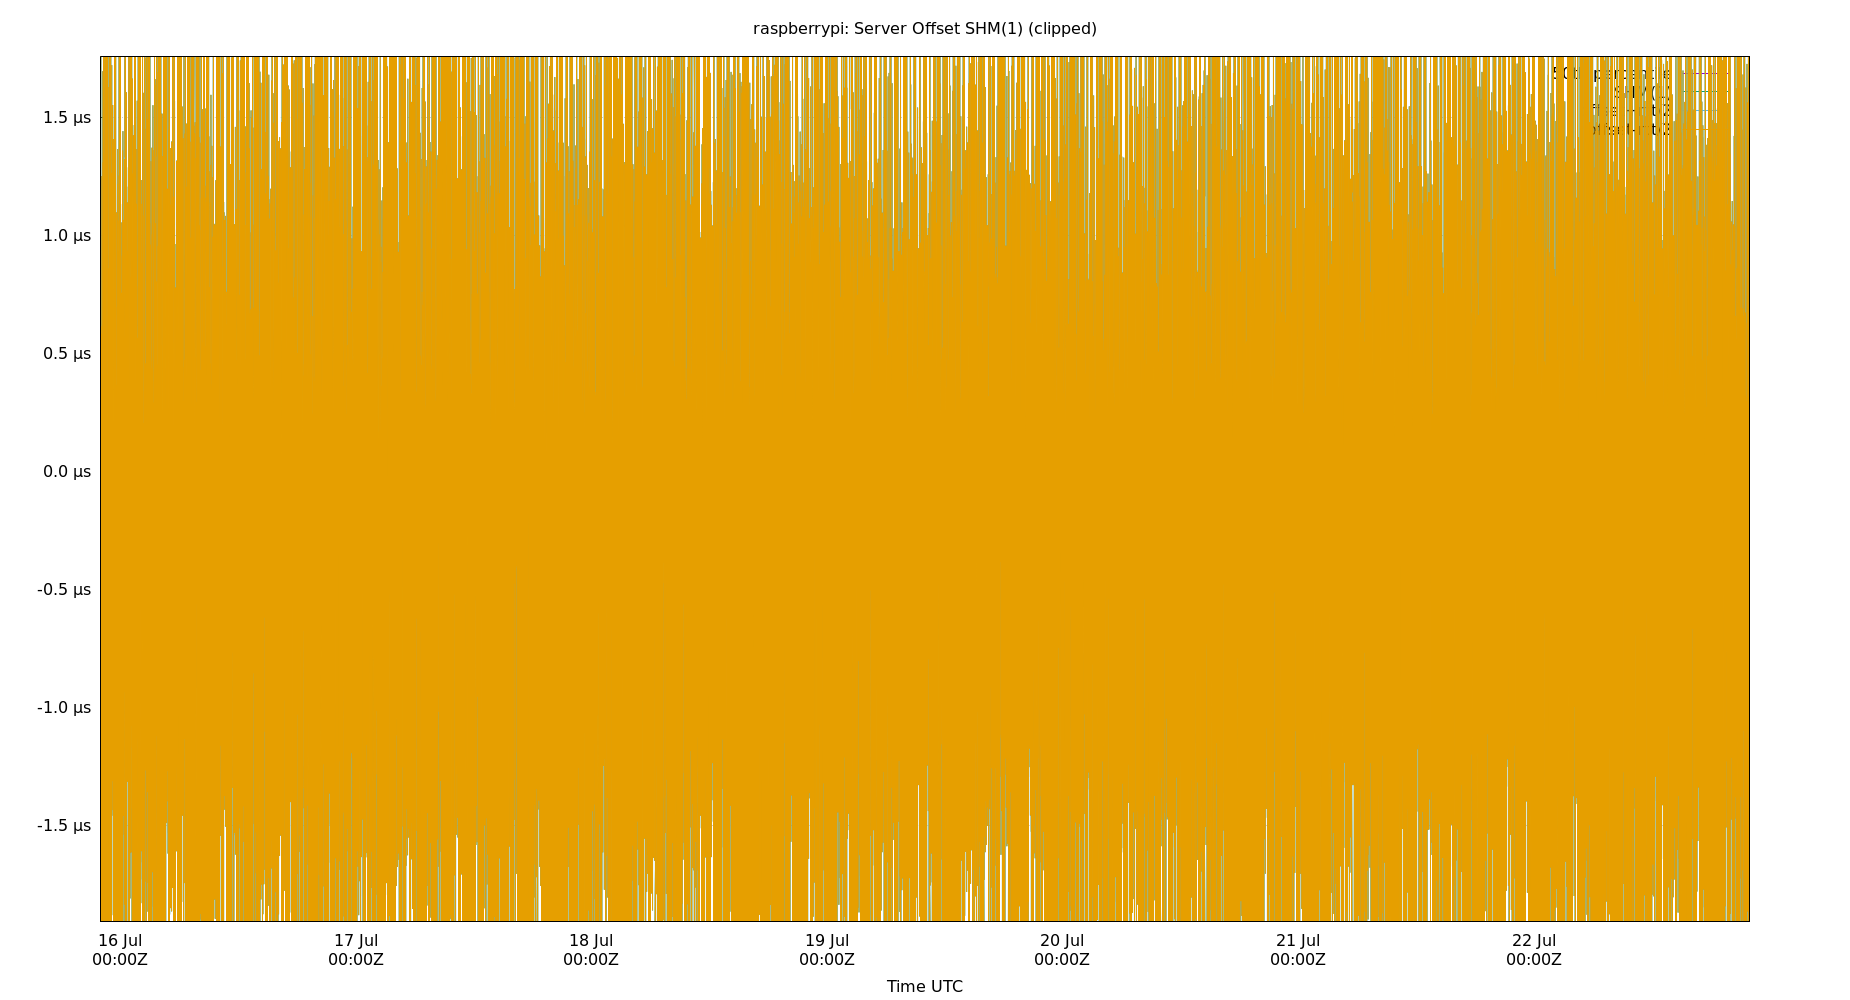 raspberrypi: Server Offset SHM(1) (clipped)
1.5 µs
1.0 µs
0.5 µs
0.0 µs
-0.5 µs
-1.0 µs
-1.5 µs
16 Jul 17 Jul 18 Jul 19 Jul 20 Jul 21 Jul 22 Jul
00:00Z 00:00Z 00:00Z 00:00Z 00:00Z 00:00Z 00:00Z
Time UTC